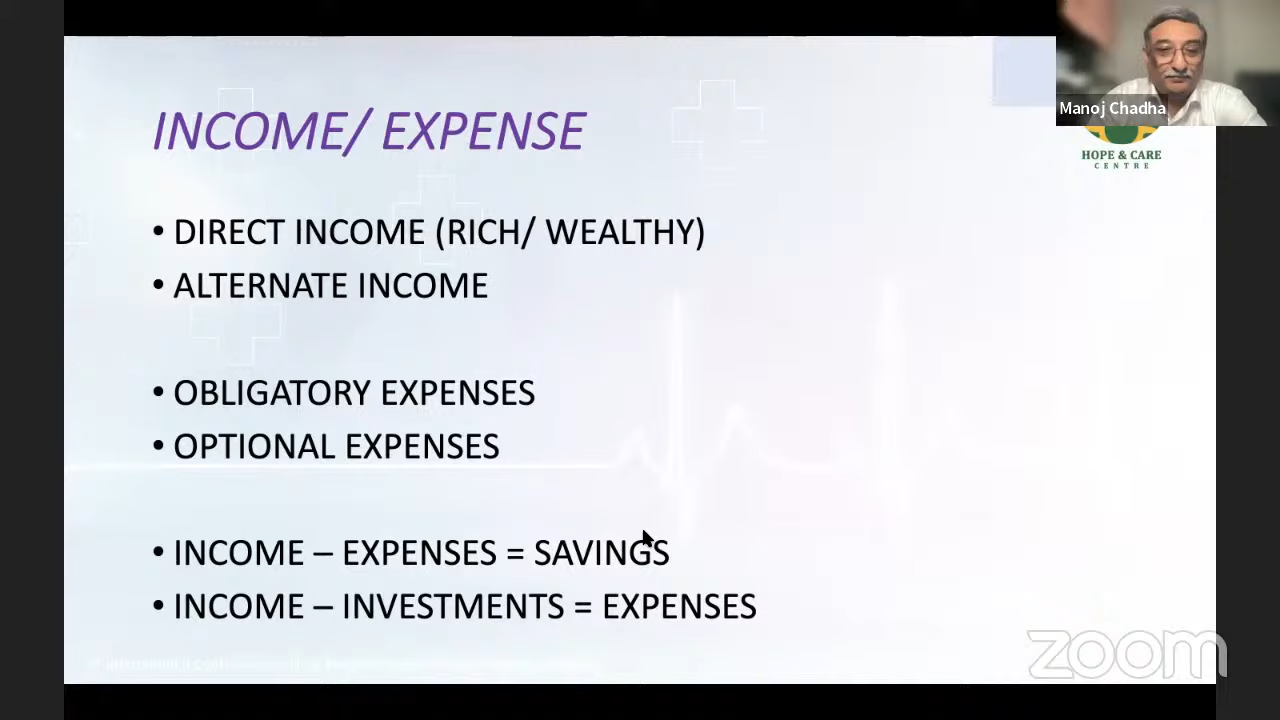 Manoj Chadha
HOPE & CARE
CENTRE
INCOME/ EXPENSE
• DIRECT INCOME (RICH/ WEALTHY)
• ALTERNATE INCOME
• OBLIGATORY EXPENSES
• OPTIONAL EXPENSES
• INCOME – EXPENSES = SAVINGS
• INCOME – INVESTMENTS = EXPENSES
zoom